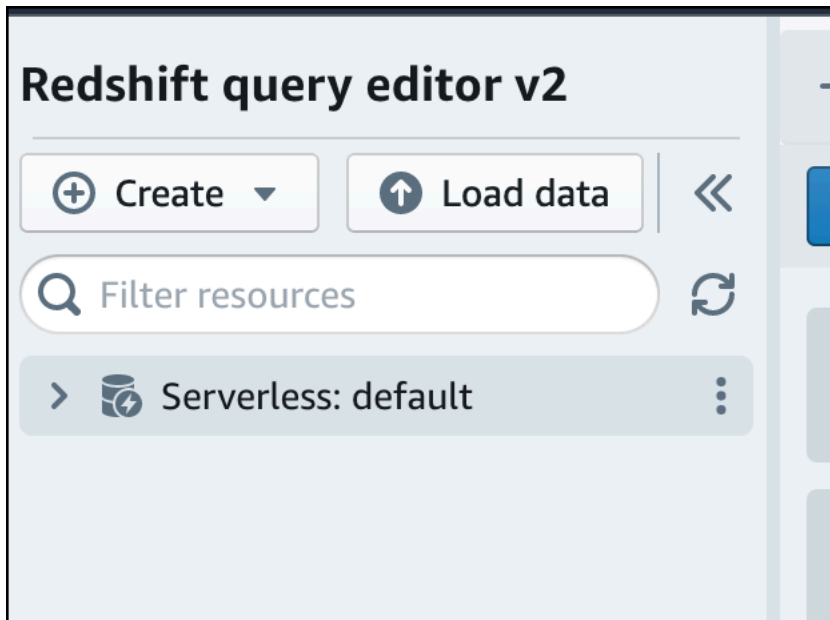 Redshift query editor v2
Create
Load data
Filter resources
Serverless: default